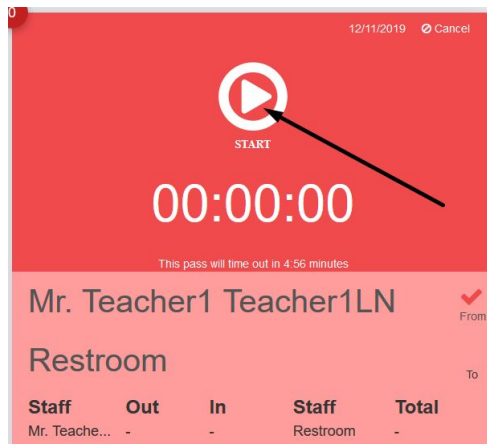 0
12/11/2019 Cancel
START
00:00:00
This pass will time out in 4:56 minutes
Mr. Teacher1 Teacher1LN
From
Restroom
To
Staff Out In Staff Total
Mr. Teache... - - Restroom -